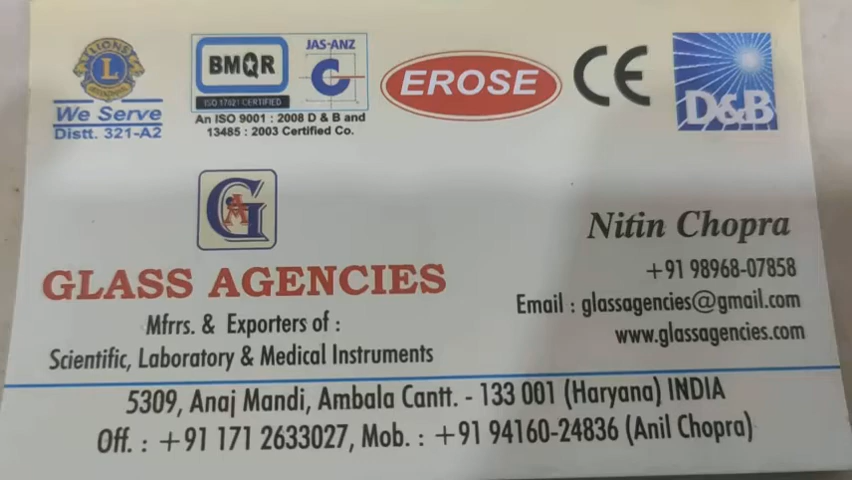 LIONS
L
We Serve
Distt. 321-A2
BMQR
JAS-ANZ
ISO 17021 CERTIFIED
An ISO 9001 : 2008 D & B and
13485 : 2003 Certified Co.
EROSE
CE
D&B
GAM
GLASS AGENCIES
Mfrrs. & Exporters of :
Scientific, Laboratory & Medical Instruments
Nitin Chopra
+91 98968-07858
Email : glassagencies@gmail.com
www.glassagencies.com
5309, Anaj Mandi, Ambala Cantt. - 133 001 (Haryana) INDIA
Off. : +91 171 2633027, Mob. : +91 94160-24836 (Anil Chopra)